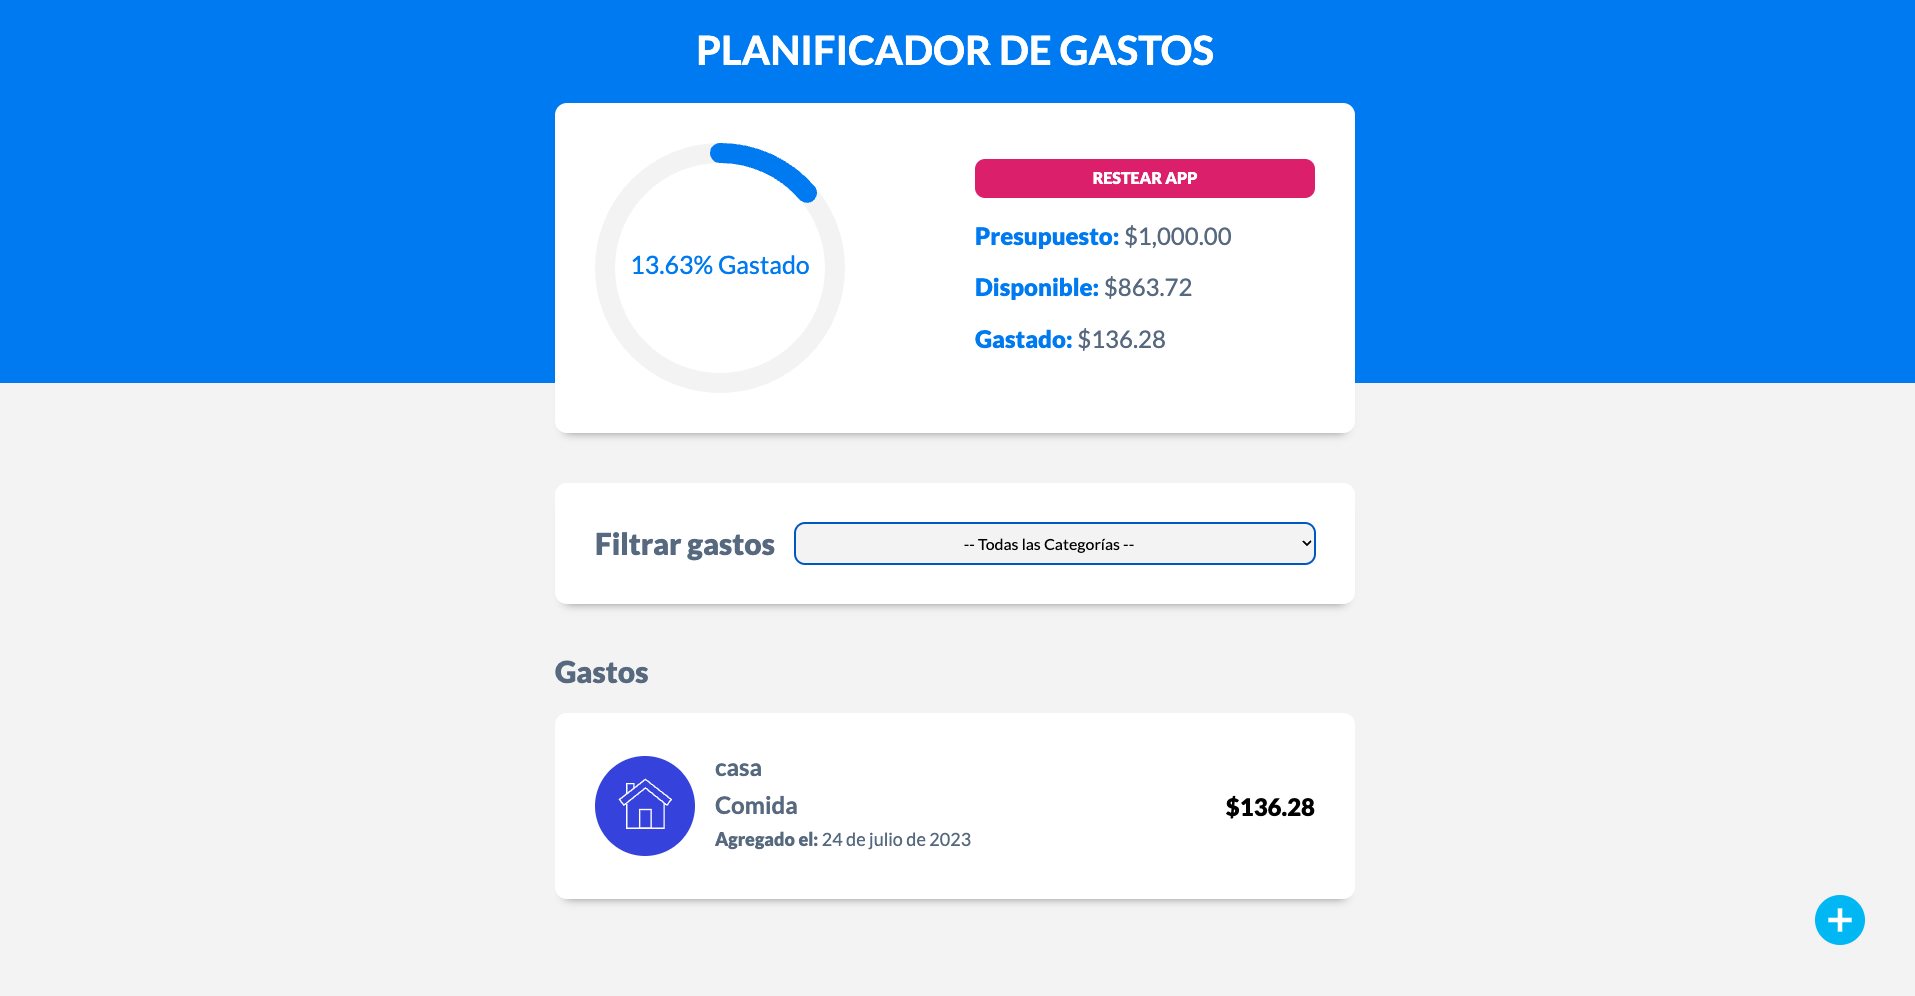 PLANIFICADOR DE GASTOS
13.63% Gastado
RESTEAR APP
Presupuesto: $1,000.00
Disponible: $863.72
Gastado: $136.28
Filtrar gastos
-- Todas las Categorías --
Gastos
casa
Comida
Agregado el: 24 de julio de 2023
$136.28